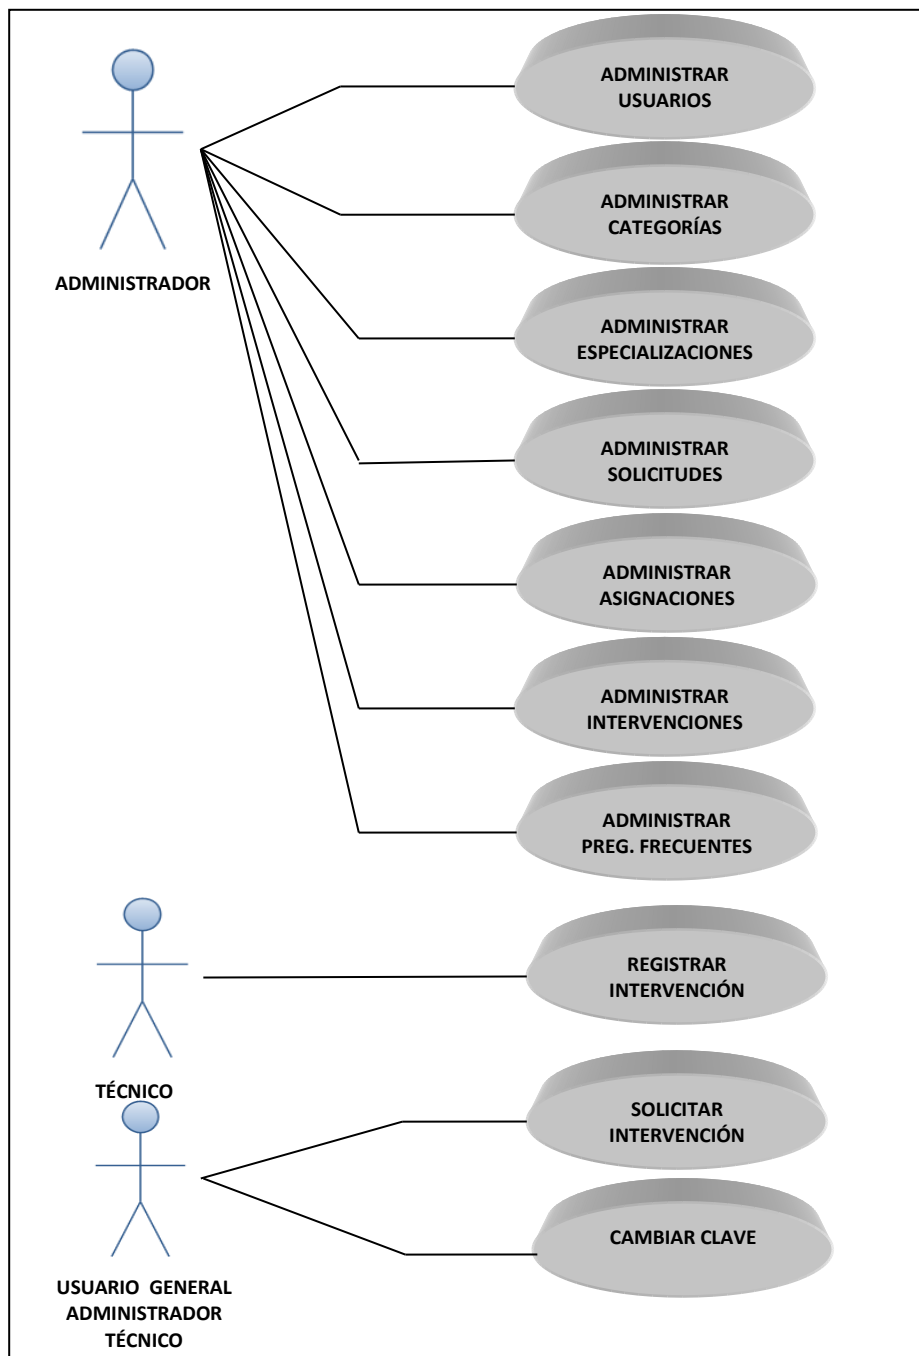 ADMINISTRADOR
ADMINISTRAR
USUARIOS
ADMINISTRAR
CATEGORÍAS
ADMINISTRAR
ESPECIALIZACIONES
ADMINISTRAR
SOLICITUDES
ADMINISTRAR
ASIGNACIONES
ADMINISTRAR
INTERVENCIONES
ADMINISTRAR
PREG. FRECUENTES
TÉCNICO
REGISTRAR
INTERVENCIÓN
USUARIO GENERAL
ADMINISTRADOR
TÉCNICO
SOLICITAR
INTERVENCIÓN
CAMBIAR CLAVE